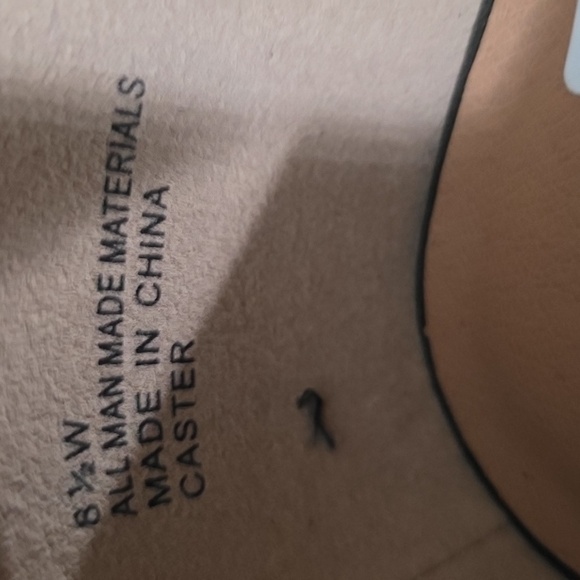 8 ½ W
ALL MAN MADE MATERIALS
MADE IN CHINA
CASTER